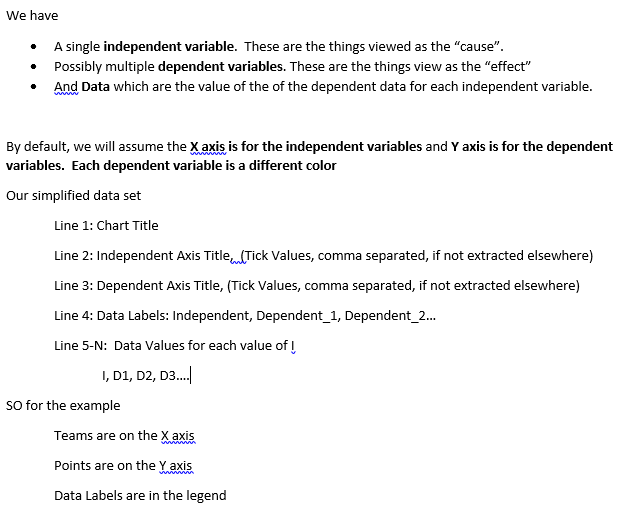 We have
• A single independent variable. These are the things viewed as the “cause”.
• Possibly multiple dependent variables. These are the things view as the “effect”
• And Data which are the value of the of the dependent data for each independent variable.
By default, we will assume the X axis is for the independent variables and Y axis is for the dependent
variables. Each dependent variable is a different color
Our simplified data set
Line 1: Chart Title
Line 2: Independent Axis Title, (Tick Values, comma separated, if not extracted elsewhere)
Line 3: Dependent Axis Title, (Tick Values, comma separated, if not extracted elsewhere)
Line 4: Data Labels: Independent, Dependent_1, Dependent_2...
Line 5-N: Data Values for each value of I
I, D1, D2, D3....
SO for the example
Teams are on the X axis
Points are on the Y axis
Data Labels are in the legend